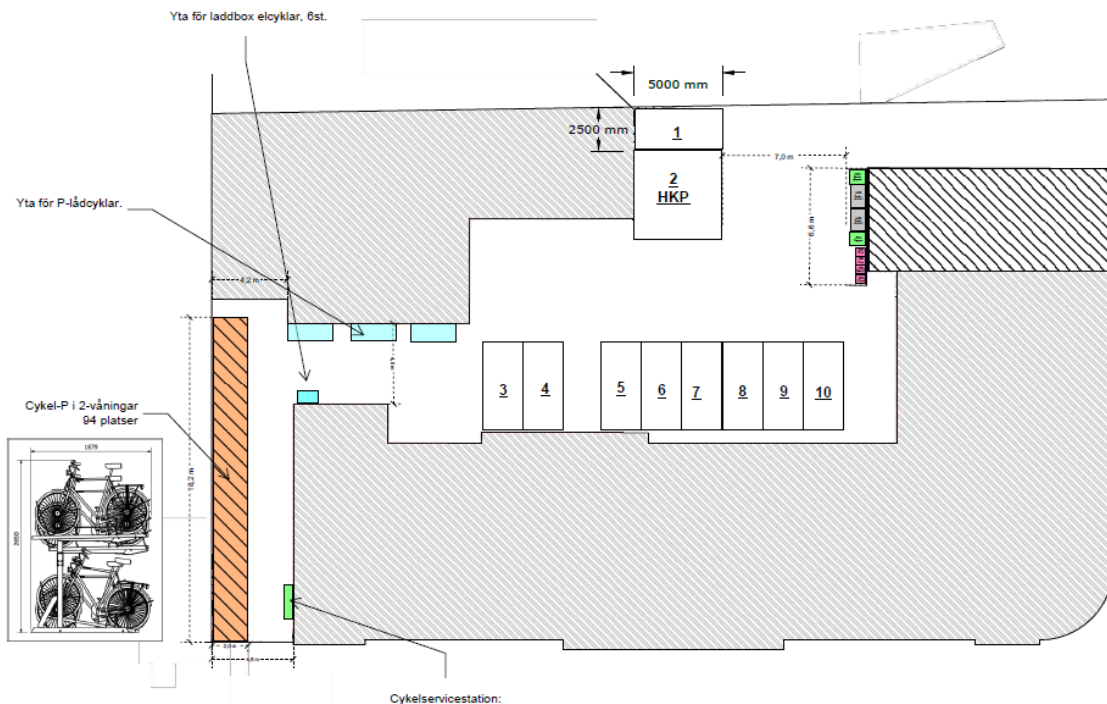 Yta för laddbox elcyklar, 6st.
5000 mm
2500 mm
1
7,0 m
2
HKP
Yta för P-lådcyklar.
6,6 m
4,2 m
3
4
5
6
7
8
9
10
Cykel-P i 2-våningar
94 platser
1879
18,2 m
2650
Cykelservicestation: